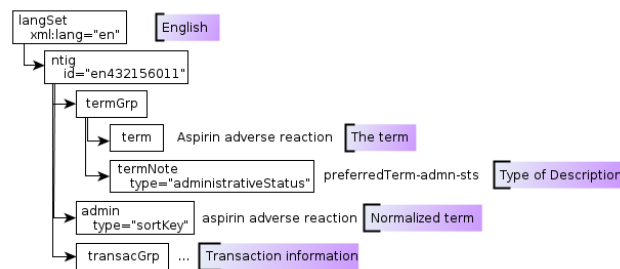 langSet
xml:lang="en"
English
ntig
id="en432156011"
termGrp
term
Aspirin adverse reaction
The term
termNote
type="administrativeStatus"
preferredTerm-admn-sts
Type of Description
admin
type="sortKey"
aspirin adverse reaction
Normalized term
transacGrp
...
Transaction information